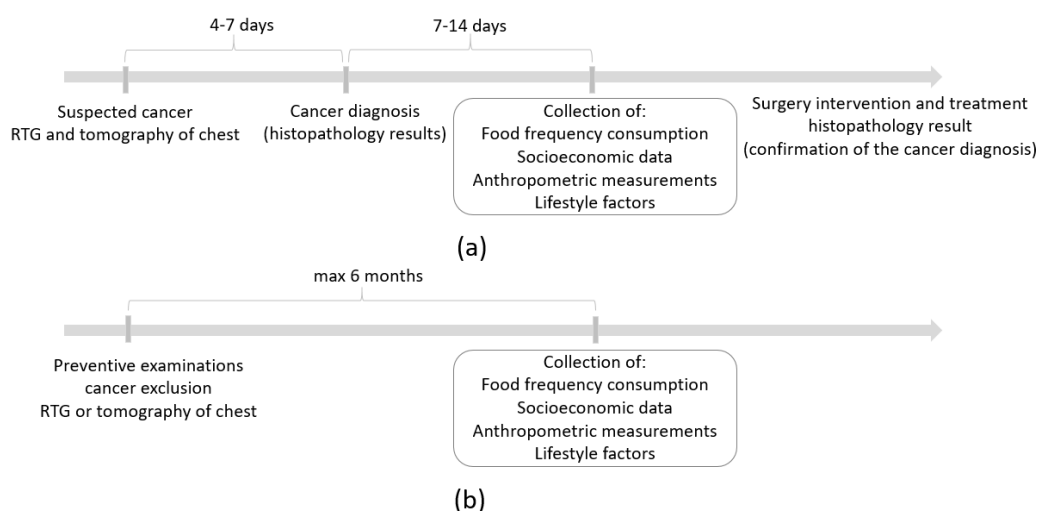 4-7 days
7-14 days
Suspected cancer
RTG and tomography of chest
Cancer diagnosis
(histopathology results)
Collection of:
Food frequency consumption
Socioeconomic data
Anthropometric measurements
Lifestyle factors
Surgery intervention and treatment
histopathology result
(confirmation of the cancer diagnosis)
(a)
max 6 months
Preventive examinations
cancer exclusion
RTG or tomography of chest
Collection of:
Food frequency consumption
Socioeconomic data
Anthropometric measurements
Lifestyle factors
(b)